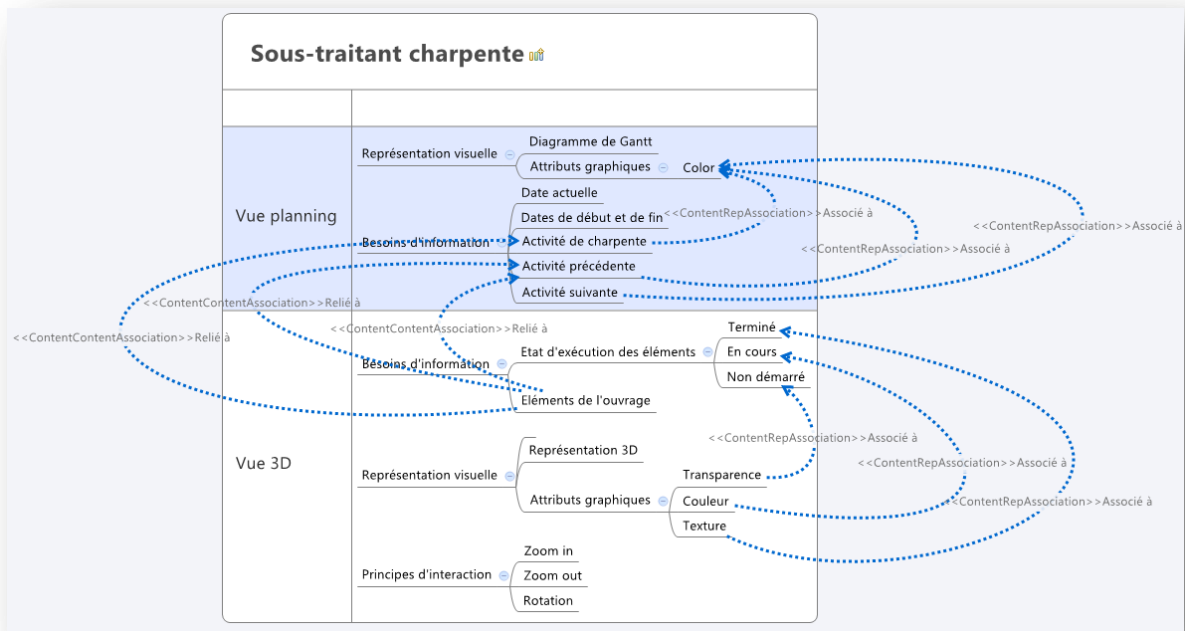 Sous-traitant charpente
Diagramme de Gantt
Représentation visuelle
Attributs graphiques
Color
Date actuelle
Vue planning
Dates de début et de fin
<<ContentRepAssociation>>Associé à
<<ContentRepAssociation>>Associé à
Besoins d'information
Activité de charpente
<<ContentRepAssociation>>Associé à
Activité précédente
Activité suivante
<<ContentContentAssociation>>Relié à
<<ContentContentAssociation>>Relié à
<<ContentContentAssociation>>Relié à
Terminé
Etat d'exécution des éléments
En cours
Besoins d'information
Non démarré
Eléments de l'ouvrage
<<ContentRepAssociation>>Associé à
Représentation 3D
Vue 3D
<<ContentRepAssociation>>Associé à
Représentation visuelle
Transparence
Attributs graphiques
Couleur
<<ContentRepAssociation>>Associé à
Texture
Zoom in
Principes d'interaction
Zoom out
Rotation